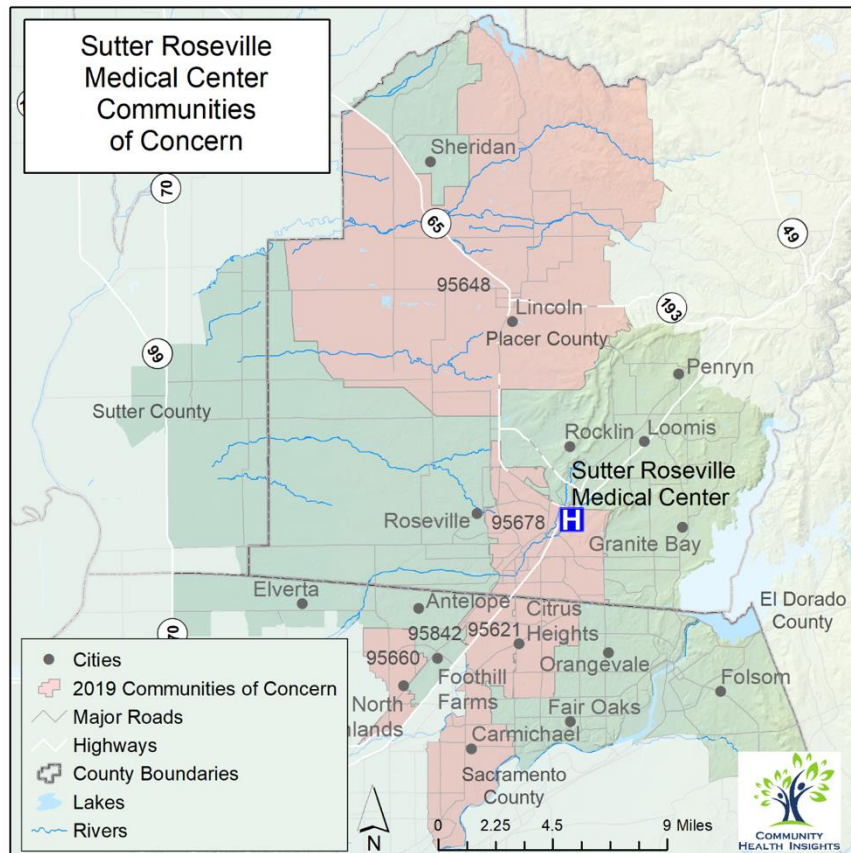 Sutter Roseville
Medical Center
Communities
of Concern
70
Sheridan
65
49
95648
Lincoln
193
Placer County
99
Penryn
Sutter County
Rocklin
Loomis
Sutter Roseville
Medical Center
H
Roseville
95678
Granite Bay
Elverta
Antelope
Citrus
Heights
El Dorado
County
70
95842
95621
95660
Foothill
Farms
Orangevale
Folsom
North
Fair Oaks
Carmichael
Sacramento
County
Cities
2019 Communities of Concern
Major Roads
Highways
County Boundaries
Lakes
Rivers
N
0 2.25 4.5 9 Miles
COMMUNITY
HEALTH INSIGHTS